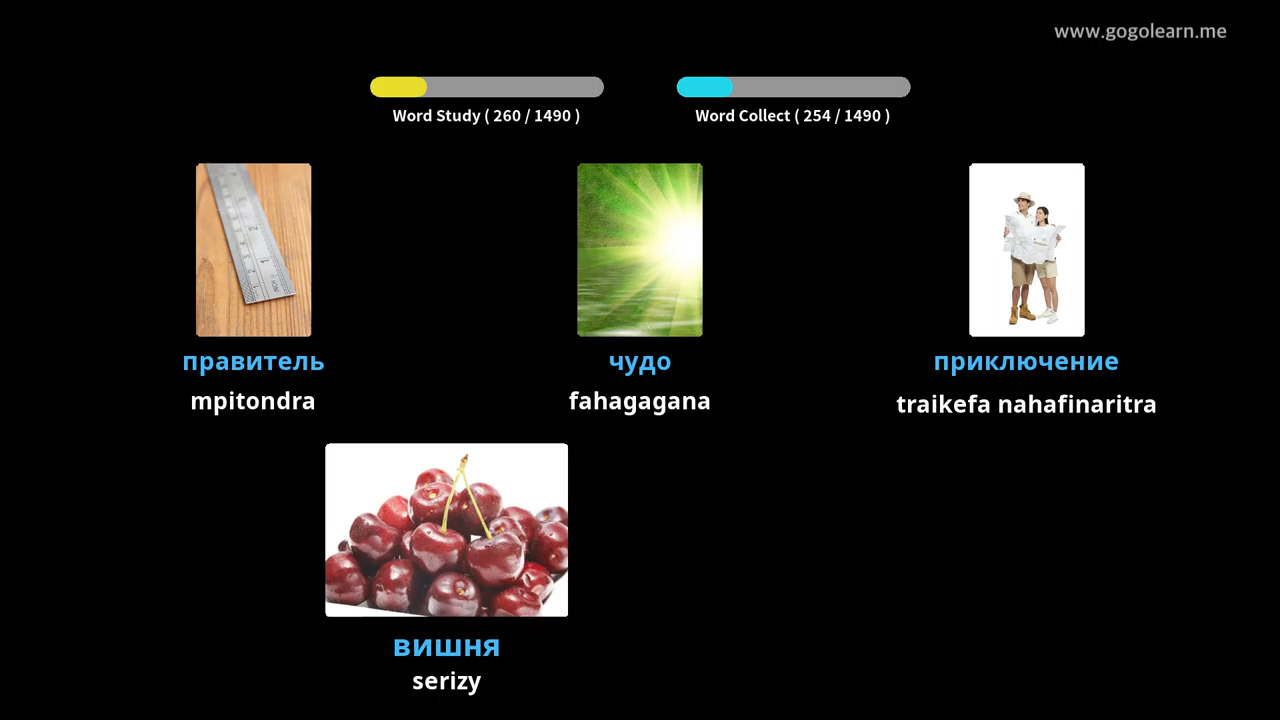 www.gogolearn.me
Word Study ( 260 / 1490 )
Word Collect ( 254 / 1490 )
правитель
чудо
приключение
mpitondra
fahagagana
traikefa nahafinaritra
вишня
serizy